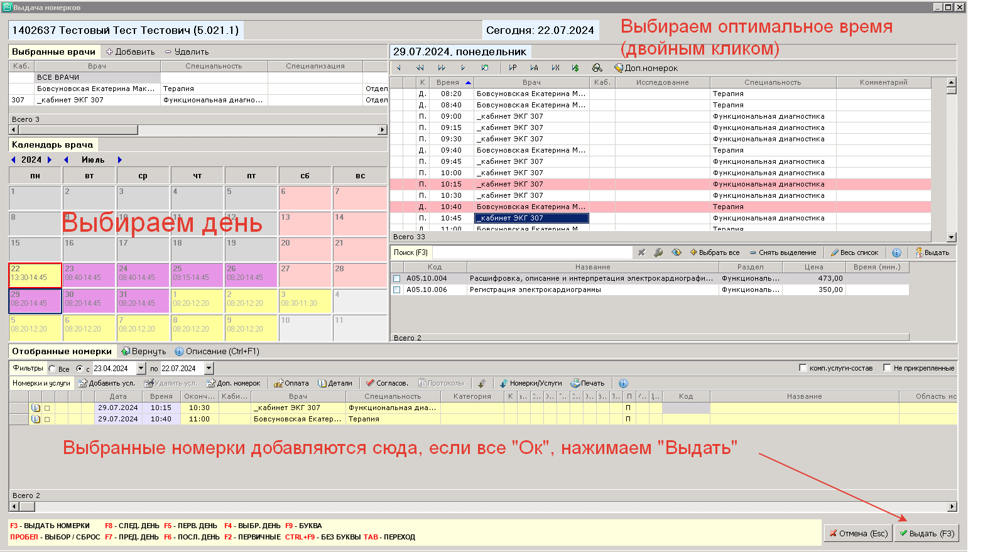 Выдача номерков
1402637 Тестовый Тест Тестович (5.021.1)
Сегодня: 22.07.2024
Выбираем оптимальное время
(двойным кликом)
Выбранные врачи Добавить Удалить
Каб. Врач Специальность Специализация
ВСЕ ВРАЧИ
Бовсуновская Екатерина Мак... Терапия Отдел
307 _кабинет ЭКГ 307 Функциональная диагно... Отдел
Всего 3
Календарь врача
2024 Июль
пн вт ср чт пт сб вс
1 2 3 4 5 6 7
8 12 13 14
Выбираем день
15 16 17 18 19 20 21
22 23 24 25 26 27 28
13:30-14:45 08:40-14:45 08:40-14:45 09:15-14:45 08:20-14:45
29 30 31 1 2 3 4
08:20-14:45 08:20-14:45 08:20-14:45 08:20-12:20 08:20-12:20 08:30-11:30
5 6 7 8 9 10 11
08:20-12:20 08:20-12:20 08:20-12:20 08:20-12:20 08:20-12:20
29.07.2024, понедельник
Р А Х $ Доп.номерок
К Время Врач Каб. Исследование Специальность Комментарий
Д. 08:20 Бовсуновская Екатерина М... Терапия
Д. 08:40 Бовсуновская Екатерина М... Терапия
П. 09:00 _кабинет ЭКГ 307 Функциональная диагностика
П. 09:15 _кабинет ЭКГ 307 Функциональная диагностика
П. 09:30 _кабинет ЭКГ 307 Функциональная диагностика
Д. 09:40 Бовсуновская Екатерина М... Терапия
П. 09:45 _кабинет ЭКГ 307 Функциональная диагностика
П. 10:00 _кабинет ЭКГ 307 Функциональная диагностика
П. 10:15 _кабинет ЭКГ 307 Функциональная диагностика
П. 10:30 _кабинет ЭКГ 307 Функциональная диагностика
Д. 10:40 Бовсуновская Екатерина М... Терапия
П. 10:45 _кабинет ЭКГ 307 Функциональная диагностика
Д. 11:00 Бовсуновская Екатерина М... Терапия
Всего 33
Поиск (F3) Выбрать все Снять выделение Весь список Выдать
Код Название Раздел Цена Время (мин.)
A05.10.004 Расшифровка, описание и интерпретация электрокардиографи... Функциональ... 473,00
A05.10.006 Регистрация электрокардиограммы Функциональ... 350,00
Всего 2
Отобранные номерки Вернуть Описание (Ctrl+F1)
Фильтры Все с 23.04.2024 по 22.07.2024 комп.услуги-состав Не прикрепленные
Номерки и услуги Добавить усл. Удалить усл. Доп. номерок Оплата Детали Согласов. Протоколы Номерки/Услуги Печать
Дата Время Оконч... Каби... Врач Специальность Категория К П Код Название Область ис
29.07.2024 10:15 10:30 _кабинет ЭКГ 307 Функциональная диа... П
29.07.2024 10:40 11:00 Бовсуновская Екатер... Терапия П
Выбранные номерки добавляются сюда, если все "Ок", нажимаем "Выдать"
Всего 2
F3 - ВЫДАТЬ НОМЕРКИ F8 - СЛЕД. ДЕНЬ F5 - ПЕРВ. ДЕНЬ F4 - ВЫБР. ДЕНЬ F9 - БУКВА
ПРОБЕЛ - ВЫБОР / СБРОС F7 - ПРЕД. ДЕНЬ F6 - ПОСЛ. ДЕНЬ F2 - ПЕРВИЧНЫЕ CTRL+F9 - БЕЗ БУКВЫ TAB - ПЕРЕХОД
Отмена (Esc) Выдать (F3)